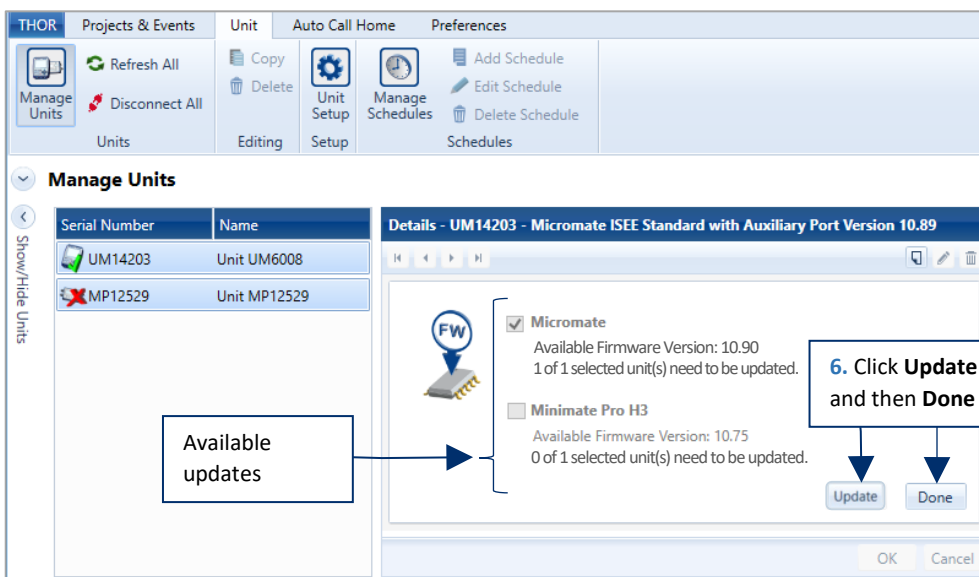 THOR Projects & Events Unit Auto Call Home Preferences
Manage Units
Refresh All
Disconnect All
Units
Copy
Delete
Editing
Unit Setup
Setup
Manage Schedules
Add Schedule
Edit Schedule
Delete Schedule
Schedules
Manage Units
Show/Hide Units
Serial Number Name
UM14203 Unit UM6008
MP12529 Unit MP12529
Details - UM14203 - Micromate ISEE Standard with Auxiliary Port Version 10.89
FW
Micromate
Available Firmware Version: 10.90
1 of 1 selected unit(s) need to be updated.
Minimate Pro H3
Available Firmware Version: 10.75
0 of 1 selected unit(s) need to be updated.
Available
updates
6. Click Update
and then Done
Update Done
OK Cancel